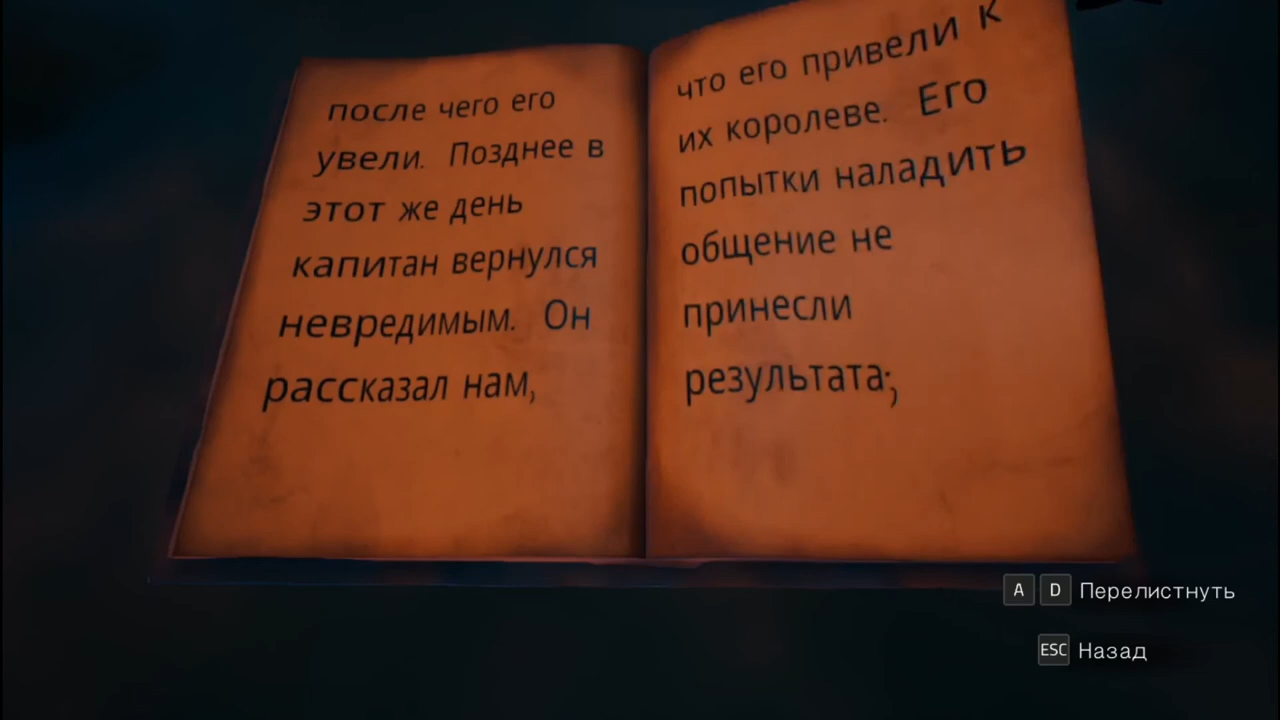 после чего его
увели. Позднее в
этот же день
капитан вернулся
невредимым. Он
рассказал нам,
что его привели к
их королеве. Его
попытки наладить
общение не
принесли
результата;
A D Перелистнуть
ESC Назад